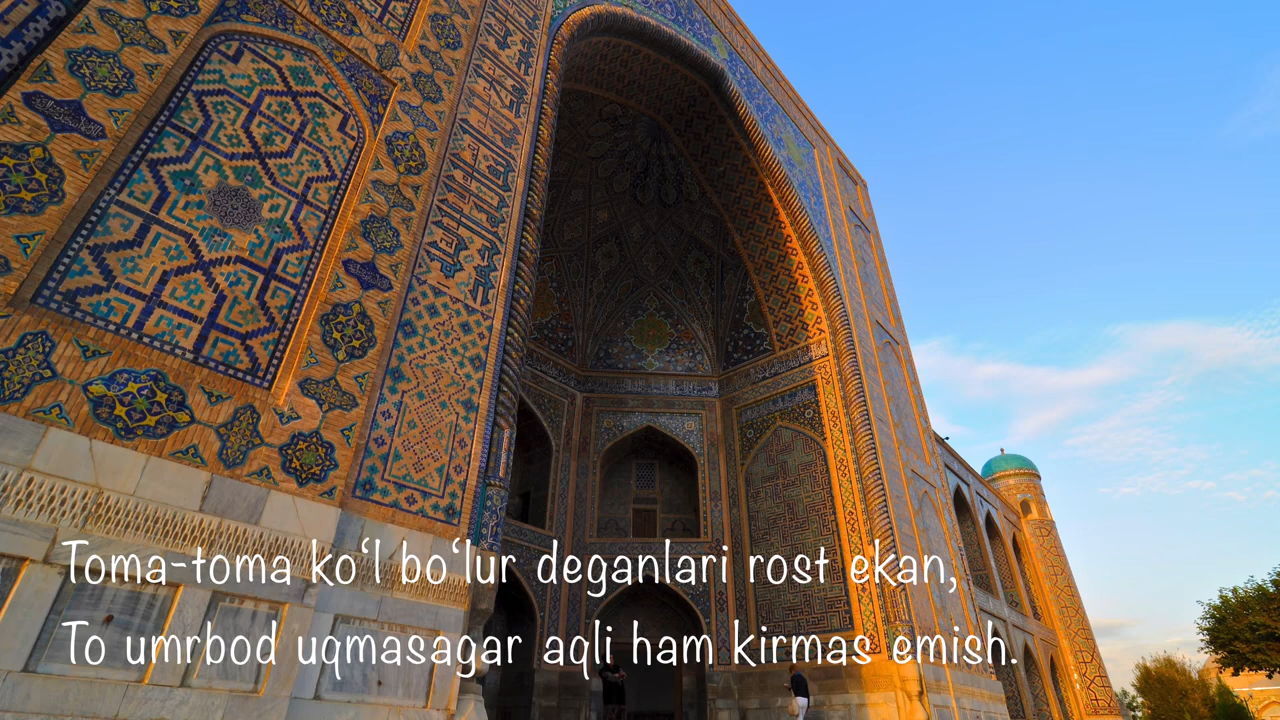 Toma-toma ko‘l bo‘lur deganlari rost ekan,
To umrbod uqmasagar aqli ham kirmas emish.